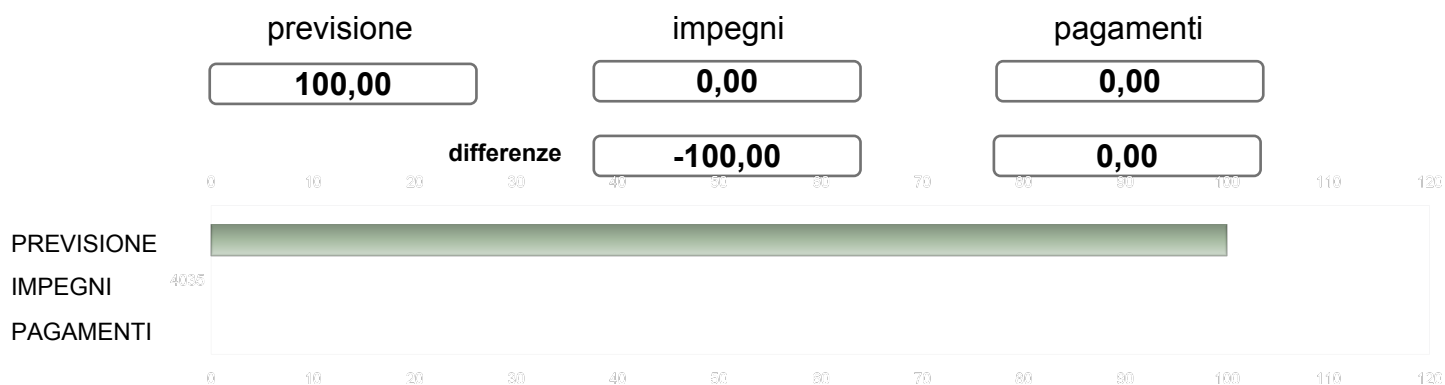 previsione impegni pagamenti
100,00 0,00 0,00
differenze -100,00 0,00
0 10 20 30 40 50 60 70 80 90 100 110 120
PREVISIONE
4035
IMPEGNI
PAGAMENTI
0 10 20 30 40 50 60 70 80 90 100 110 120